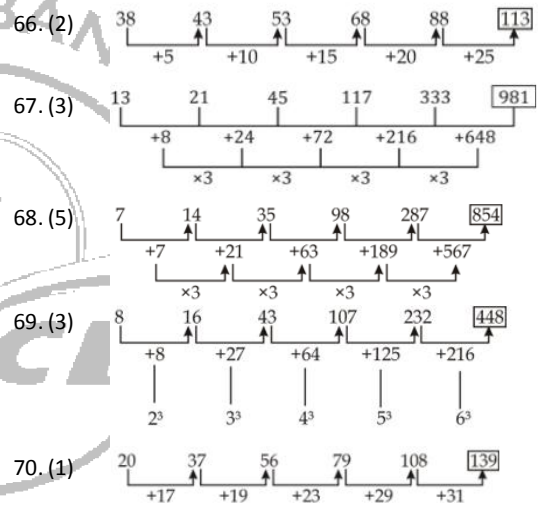 66. (2) 38 43 53 68 88 113
+5 +10 +15 +20 +25
67. (3) 13 21 45 117 333 981
+8 +24 +72 +216 +648
×3 ×3 ×3 ×3
68. (5) 7 14 35 98 287 854
+7 +21 +63 +189 +567
×3 ×3 ×3 ×3
69. (3) 8 16 43 107 232 448
+8 +27 +64 +125 +216
2³ 3³ 4³ 5³ 6³
70. (1) 20 37 56 79 108 139
+17 +19 +23 +29 +31